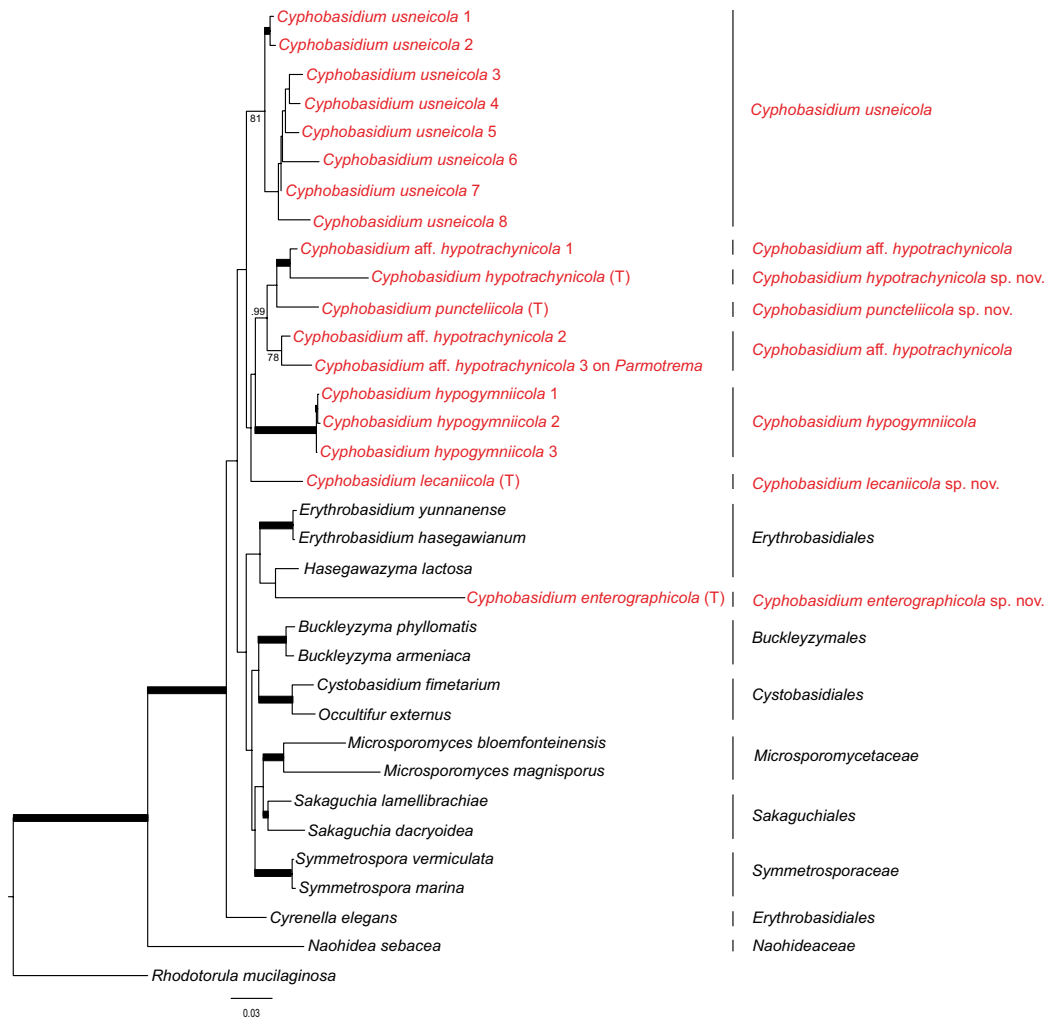 Cyphobasidium usneicola 1
Cyphobasidium usneicola 2
Cyphobasidium usneicola 3
Cyphobasidium usneicola 4
81
Cyphobasidium usneicola
Cyphobasidium usneicola 5
Cyphobasidium usneicola 6
Cyphobasidium usneicola 7
Cyphobasidium usneicola 8
Cyphobasidium aff. hypotrachynicola 1
Cyphobasidium aff. hypotrachynicola
Cyphobasidium hypotrachynicola (T)
Cyphobasidium hypotrachynicola sp. nov.
.99
Cyphobasidium puncteliicola (T)
Cyphobasidium puncteliicola sp. nov.
Cyphobasidium aff. hypotrachynicola 2
78
Cyphobasidium aff. hypotrachynicola
Cyphobasidium aff. hypotrachynicola 3 on Parmotrema
Cyphobasidium hypogymniicola 1
Cyphobasidium hypogymniicola 2
Cyphobasidium hypogymniicola
Cyphobasidium hypogymniicola 3
Cyphobasidium lecaniicola (T)
Cyphobasidium lecaniicola sp. nov.
Erythrobasidium yunnanense
Erythrobasidium hasegawianum
Erythrobasidiales
Hasegawazyma lactosa
Cyphobasidium enterographicola (T)
Cyphobasidium enterographicola sp. nov.
Buckleyzyma phyllomatis
Buckleyzymales
Buckleyzyma armeniaca
Cystobasidium fimetarium
Cystobasidiales
Occultifur externus
Microsporomyces bloemfonteinensis
Microsporomycetaceae
Microsporomyces magnisporus
Sakaguchia lamellibrachiae
Sakaguchiales
Sakaguchia dacryoidea
Symmetrospora vermiculata
Symmetrosporaceae
Symmetrospora marina
Cyrenella elegans
Erythrobasidiales
Naohidea sebacea
Naohideaceae
Rhodotorula mucilaginosa
0.03